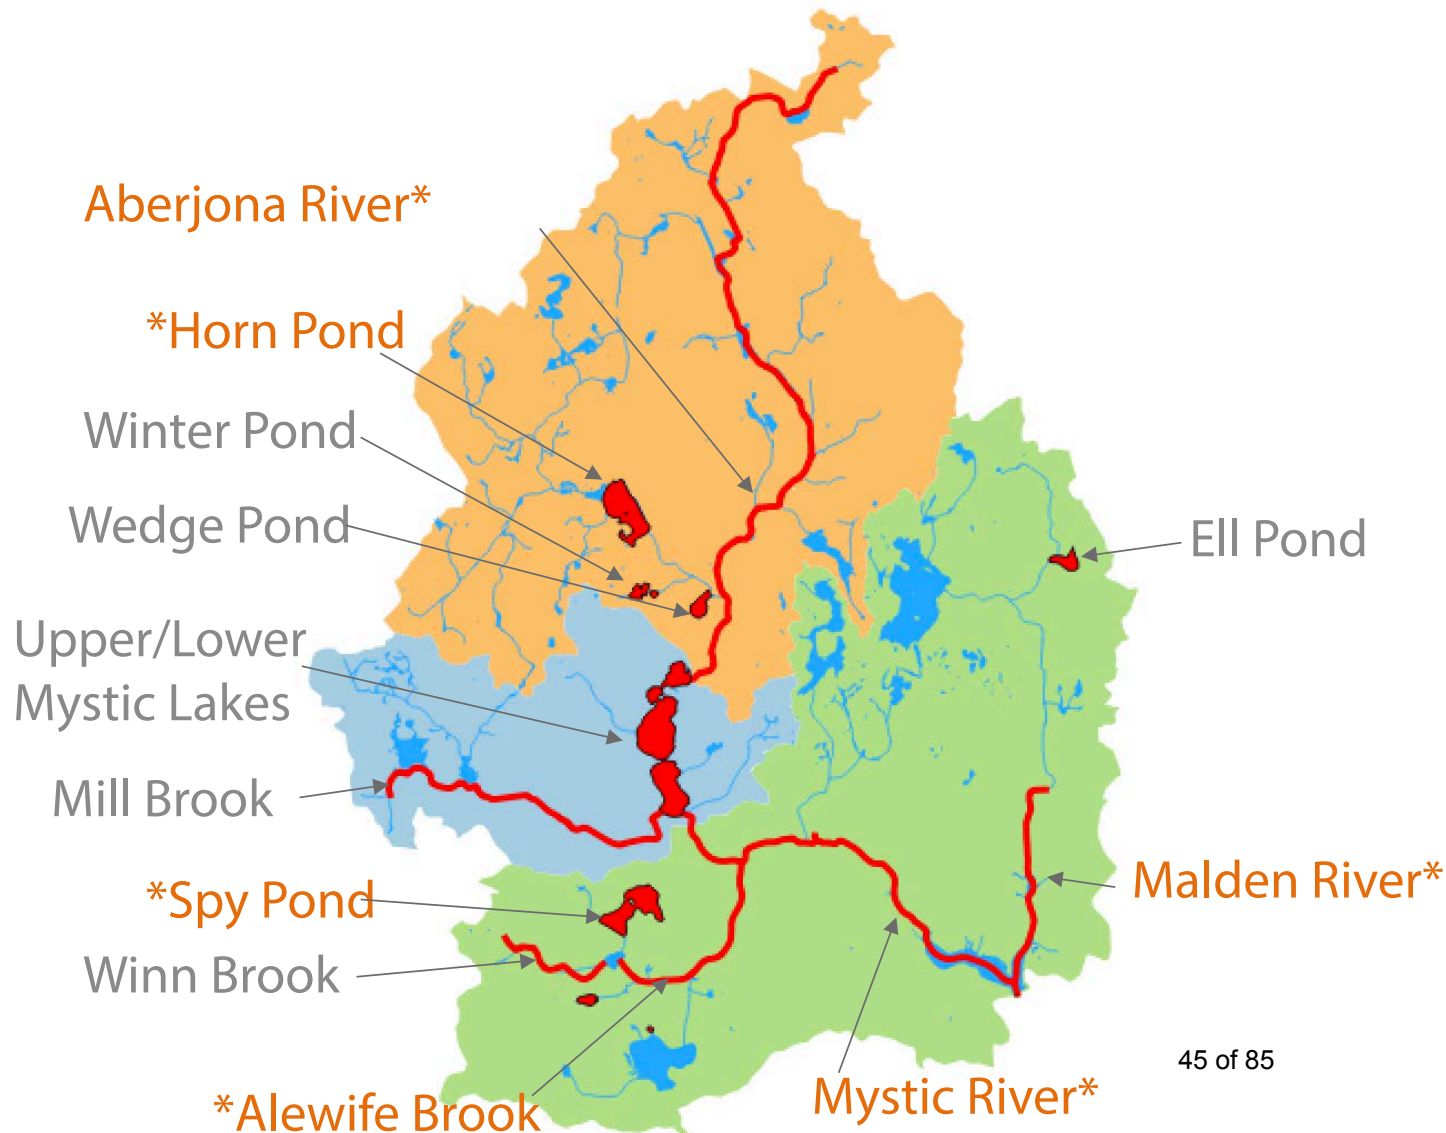 Aberjona River*
*Horn Pond
Winter Pond
Wedge Pond
Ell Pond
Upper/Lower
Mystic Lakes
Mill Brook
*Spy Pond
Malden River*
Winn Brook
45 of 85
*Alewife Brook
Mystic River*